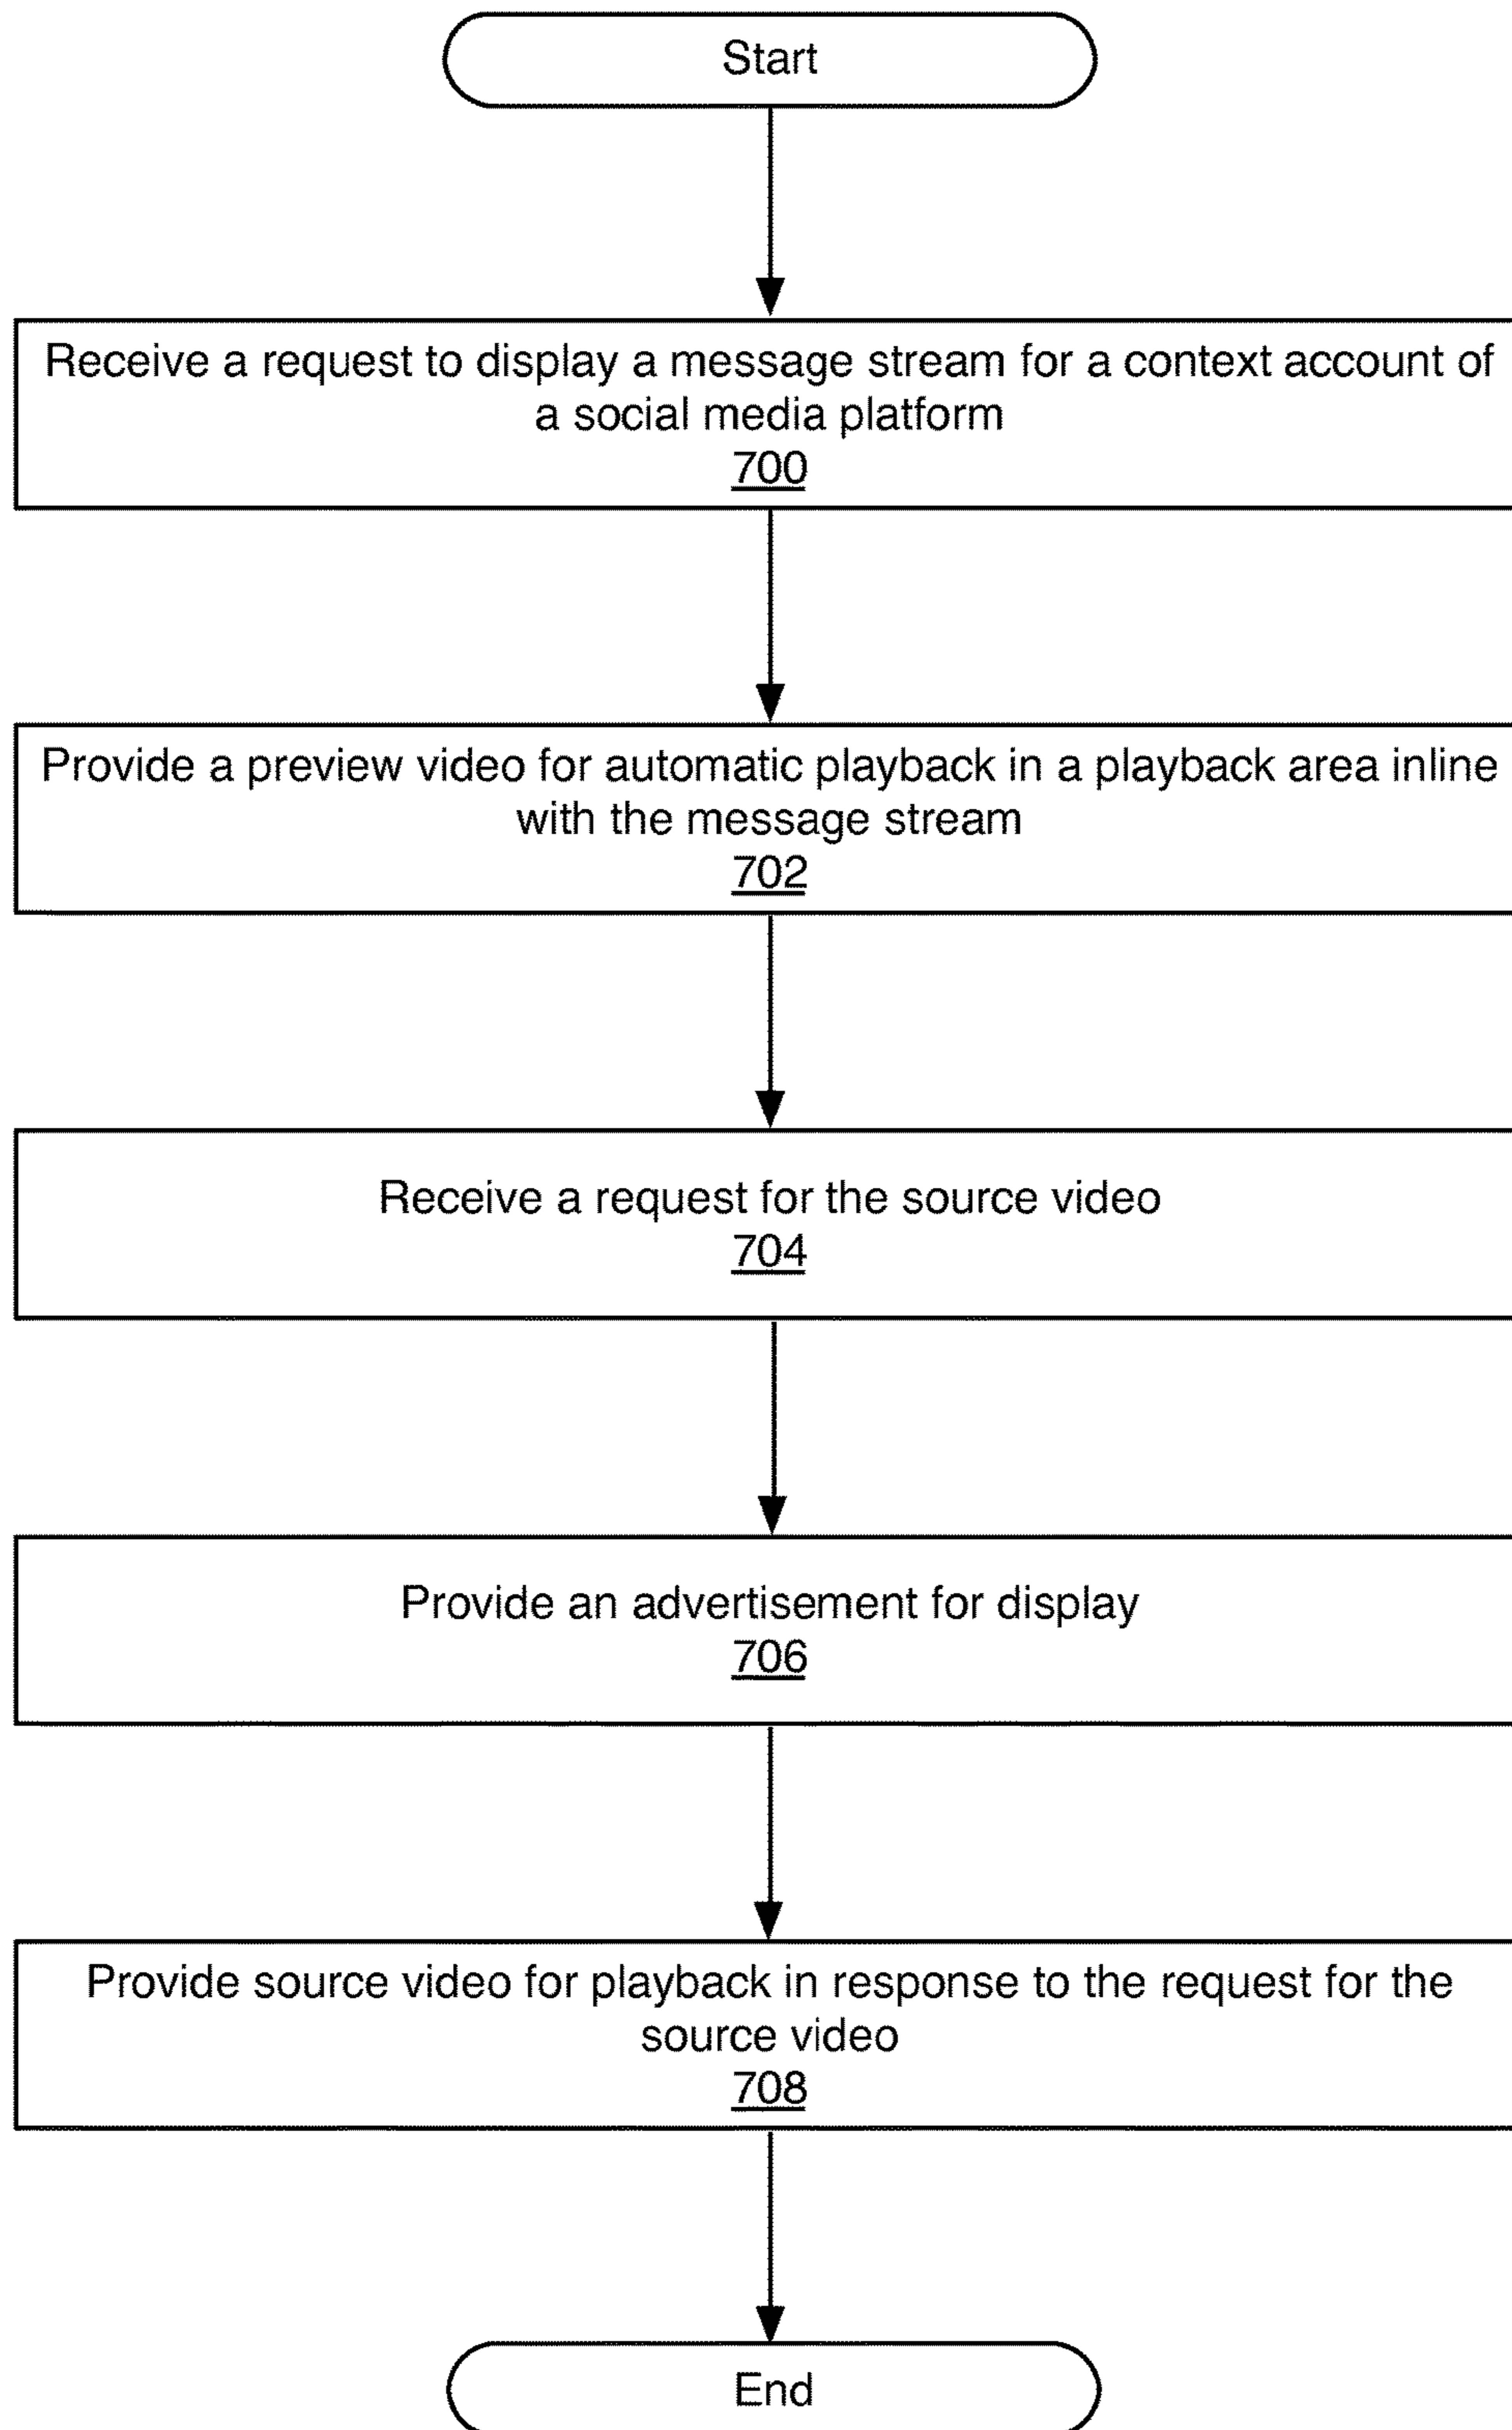 Start
Receive a request to display a message stream for a context account of
a social media platform
700
Provide a preview video for automatic playback in a playback area inline
with the message stream
702
Receive a request for the source video
704
Provide an advertisement for display
706
Provide source video for playback in response to the request for the
source video
708
End